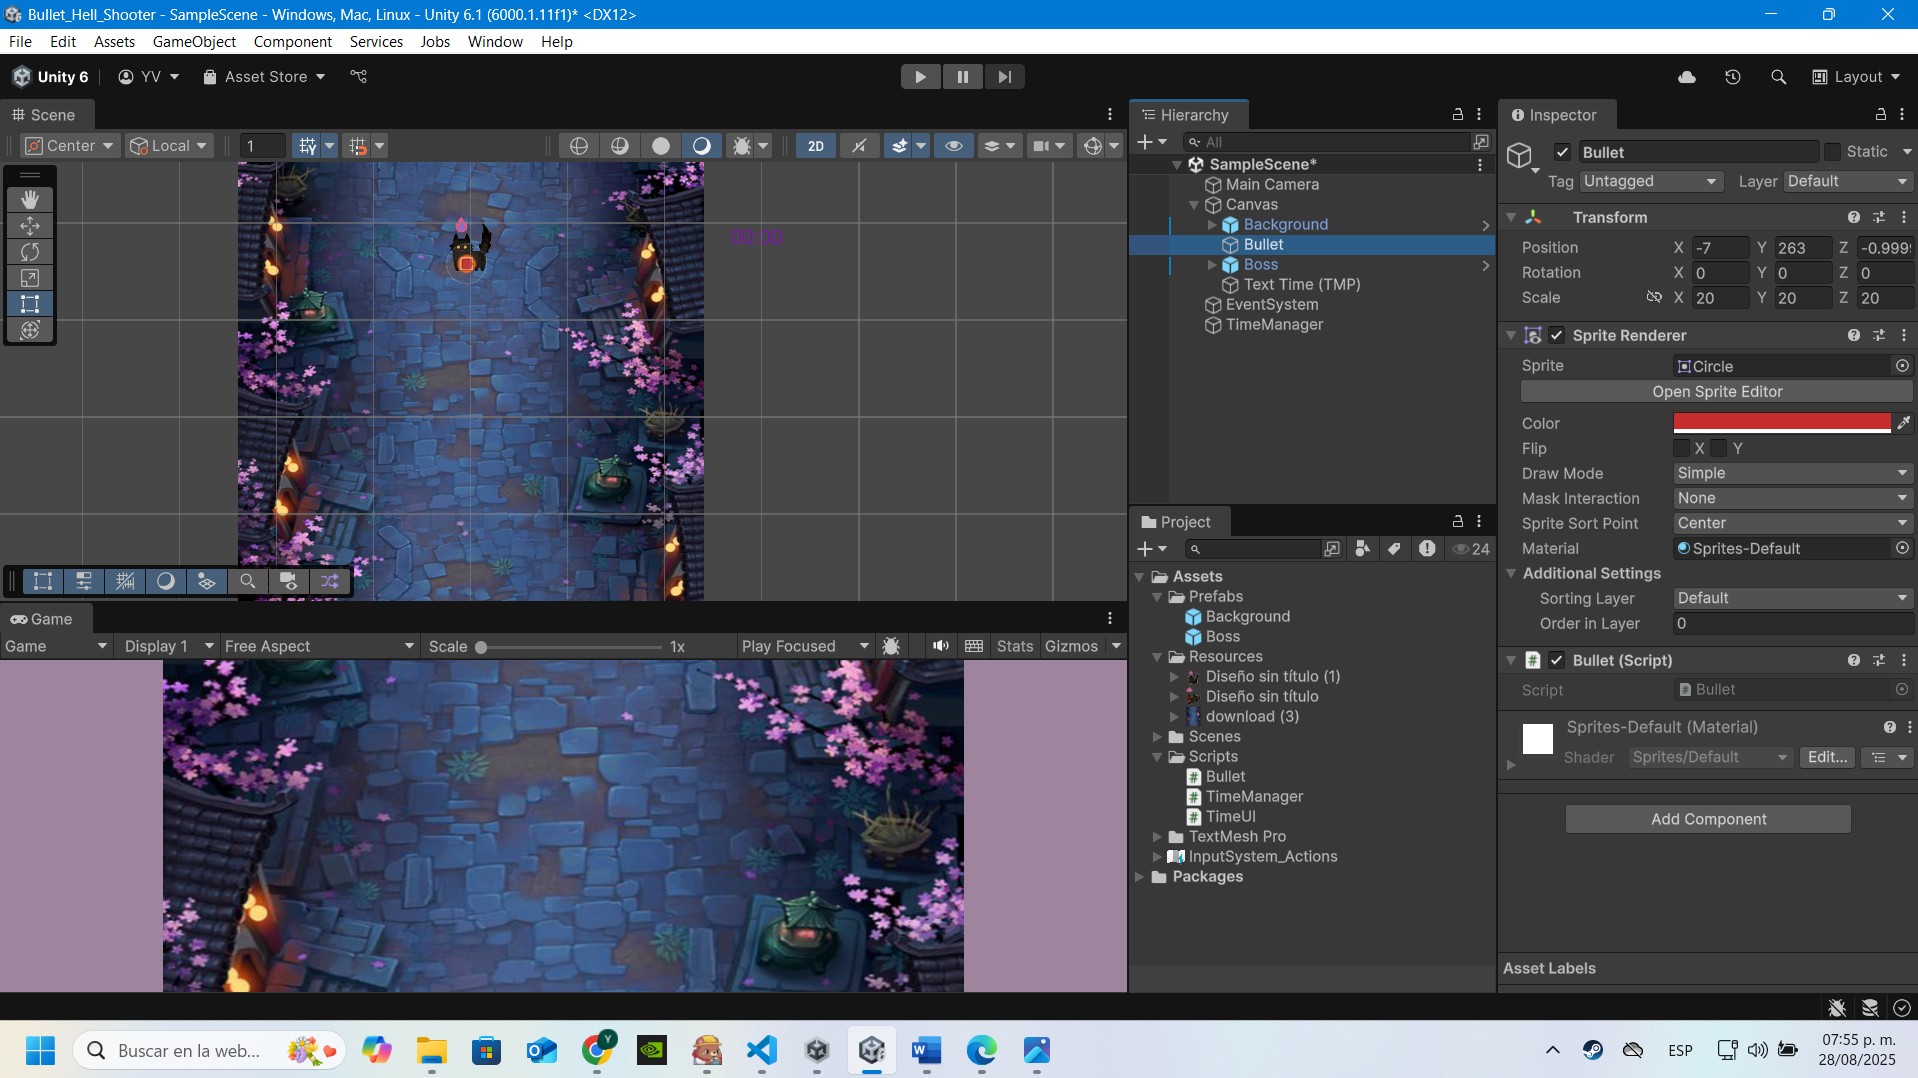 Bullet_Hell_Shooter - SampleScene - Windows, Mac, Linux - Unity 6.1 (6000.1.11f1)* <DX12>
File Edit Assets GameObject Component Services Jobs Window Help
Unity 6 YV Asset Store Layout
Scene
Center Local 1 2D
00:00
Game
Game Display 1 Free Aspect Scale 1x Play Focused Stats Gizmos
Hierarchy
All
SampleScene*
Main Camera
Canvas
Background
Bullet
Boss
Text Time (TMP)
EventSystem
TimeManager
Project
24
Assets
Prefabs
Background
Boss
Resources
Diseño sin título (1)
Diseño sin título
download (3)
Scenes
Scripts
Bullet
TimeManager
TimeUI
TextMesh Pro
InputSystem_Actions
Packages
Inspector
Bullet Static
Tag Untagged Layer Default
Transform
Position X -7 Y 263 Z -0.999
Rotation X 0 Y 0 Z 0
Scale X 20 Y 20 Z 20
Sprite Renderer
Sprite Circle
Open Sprite Editor
Color
Flip X Y
Draw Mode Simple
Mask Interaction None
Sprite Sort Point Center
Material Sprites-Default
Additional Settings
Sorting Layer Default
Order in Layer 0
Bullet (Script)
Script Bullet
Sprites-Default (Material)
Shader Sprites/Default Edit...
Add Component
Asset Labels
Buscar en la web...
ESP
07:55 p. m.
28/08/2025